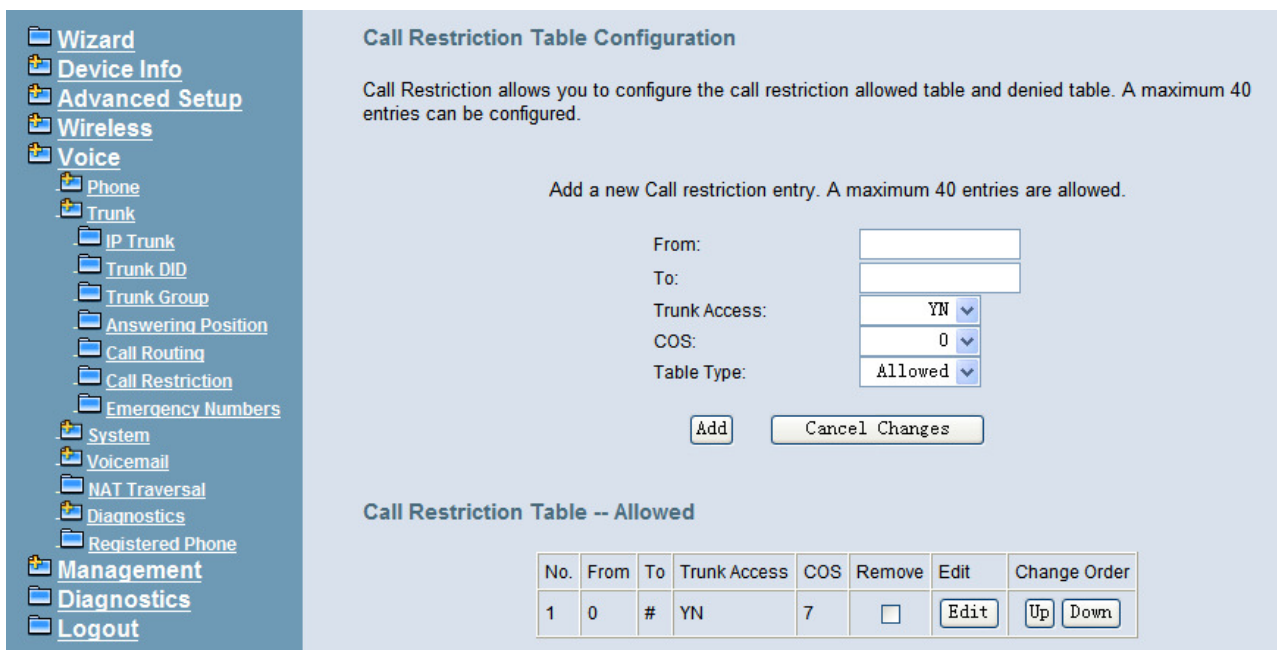 Wizard
Device Info
Advanced Setup
Wireless
Voice
Phone
Trunk
IP Trunk
Trunk DID
Trunk Group
Answering Position
Call Routing
Call Restriction
Emergency Numbers
System
Voicemail
NAT Traversal
Diagnostics
Registered Phone
Management
Diagnostics
Logout
Call Restriction Table Configuration
Call Restriction allows you to configure the call restriction allowed table and denied table. A maximum 40
entries can be configured.
Add a new Call restriction entry. A maximum 40 entries are allowed.
From:
To:
Trunk Access: YN
COS: 0
Table Type: Allowed
Add Cancel Changes
Call Restriction Table -- Allowed
No. From To Trunk Access COS Remove Edit Change Order
1 0 # YN 7 Edit Up Down